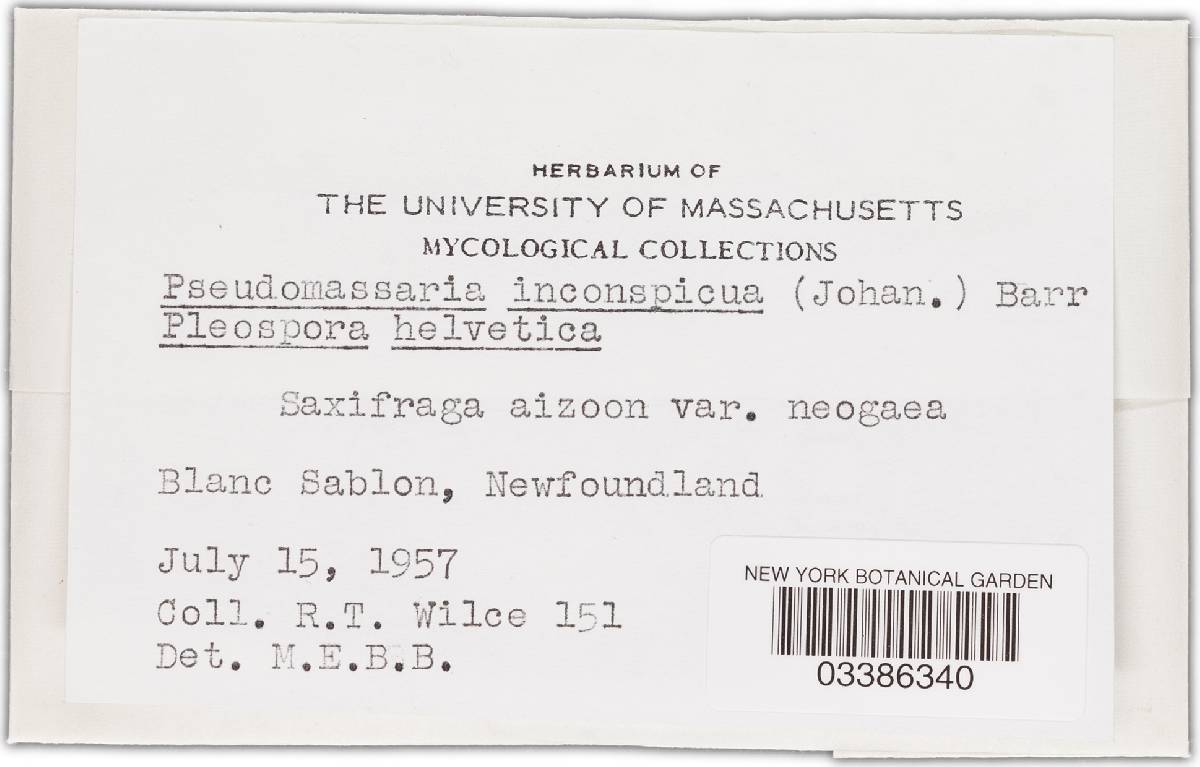 HERBARIUM OF
THE UNIVERSITY OF MASSACHUSETTS
MYCOLOGICAL COLLECTIONS
Pseudomassaria inconspicua (Johan.) Barr
Pleospora helvetica
Saxifraga aizoon var. neogaea
Blanc Sablon, Newfoundland
July 15, 1957
Coll. R.T. Wilce 151
Det. M.E.B.B.
NEW YORK BOTANICAL GARDEN
03386340